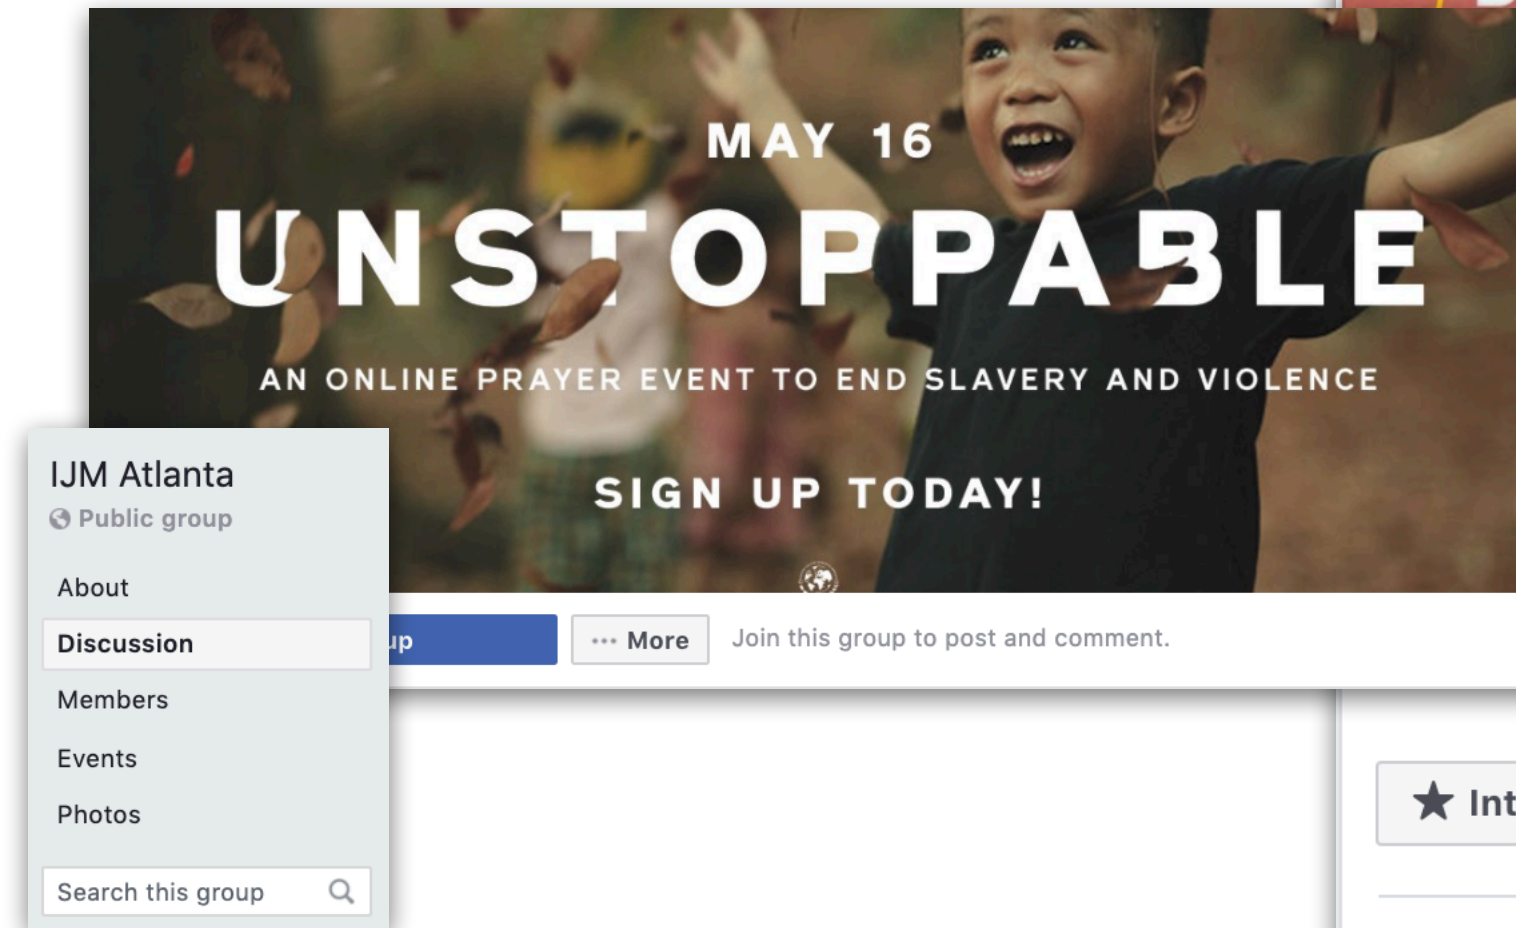 MAY 16
UNSTOPPABLE
AN ONLINE PRAYER EVENT TO END SLAVERY AND VIOLENCE
SIGN UP TODAY!
IJM Atlanta
Public group
About
Discussion
Members
Events
Photos
Search this group
up
••• More
Join this group to post and comment.
Int